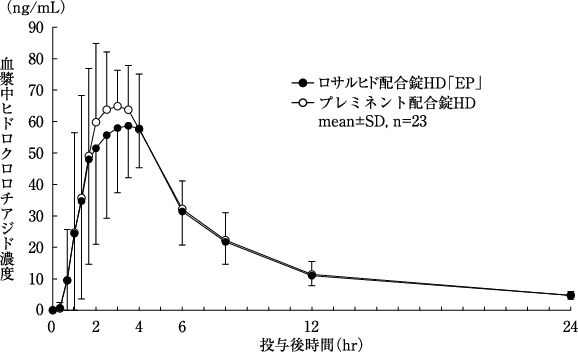 (ng/mL)
血漿中ヒドロクロロチアジド濃度
90
80
70
60
50
40
30
20
10
0
0 2 4 6 12 24
投与後時間(hr)
ロサルヒド配合錠HD「EP」
プレミネント配合錠HD
mean±SD, n=23